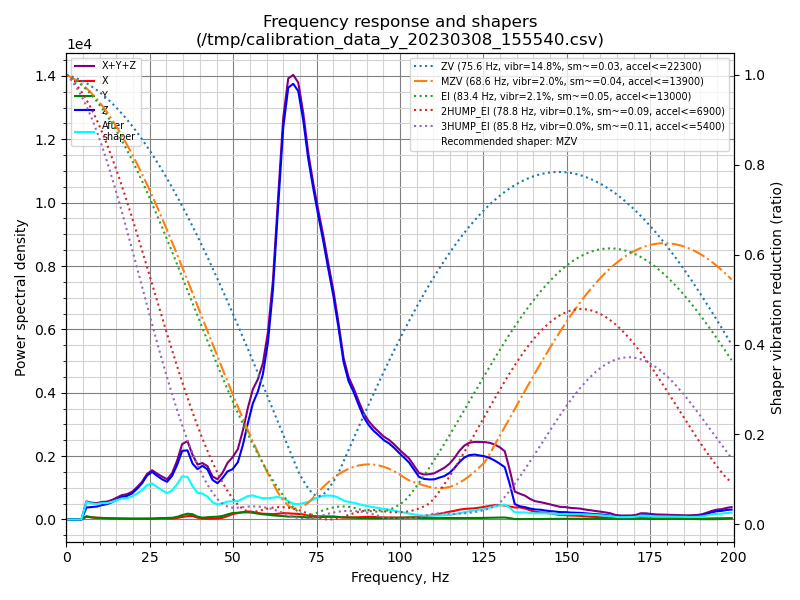 Frequency response and shapers
(/tmp/calibration_data_y_20230308_155540.csv)
1e4
X+Y+Z
X
Y
Z
After
shaper
ZV (75.6 Hz, vibr=14.8%, sm~=0.03, accel<=22300)
MZV (68.6 Hz, vibr=2.0%, sm~=0.04, accel<=13900)
EI (83.4 Hz, vibr=2.1%, sm~=0.05, accel<=13000)
2HUMP_EI (78.8 Hz, vibr=0.1%, sm~=0.09, accel<=6900)
3HUMP_EI (85.8 Hz, vibr=0.0%, sm~=0.11, accel<=5400)
Recommended shaper: MZV
Power spectral density
1.4
1.2
1.0
0.8
0.6
0.4
0.2
0.0
1.0
0.8
0.6
0.4
0.2
0.0
Shaper vibration reduction (ratio)
0 25 50 75 100 125 150 175 200
Frequency, Hz